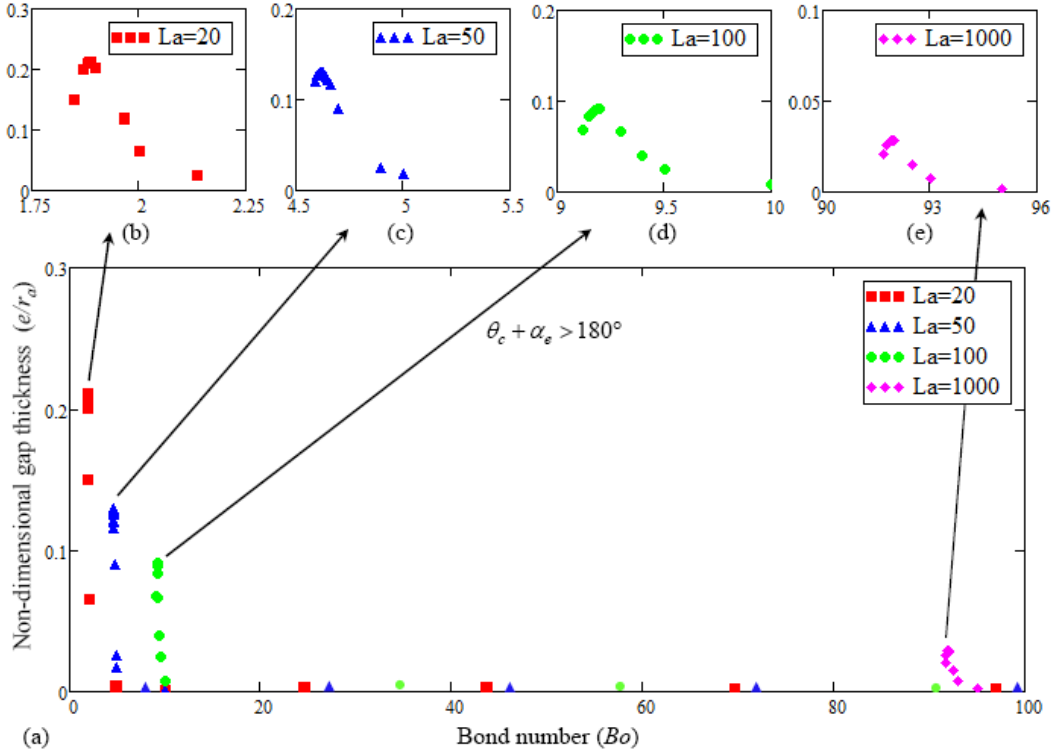 0.3
La=20
0.2
0.1
0
1.75
2
2.25
(b)
0.2
La=50
0.1
0
4.5
5
5.5
(c)
0.2
La=100
0.1
0
9
9.5
10
(d)
0.1
La=1000
0.05
0
90
93
96
(e)
Non-dimensional gap thickness (e/rₐ)
0.3
0.2
0.1
0
θc + αe >180°
La=20
La=50
La=100
La=1000
0
20
40
60
80
100
(a)
Bond number (Bo)